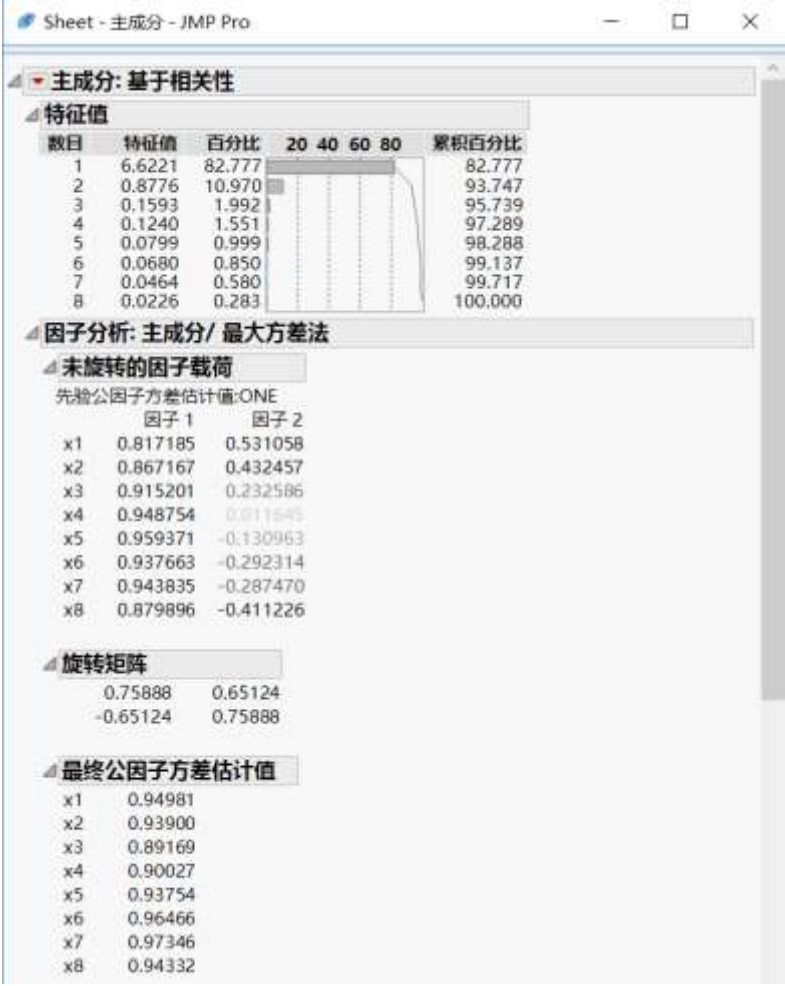 Sheet - 主成分 - JMP Pro
主成分: 基于相关性
特征值
数目 特征值 百分比 20 40 60 80 累积百分比
1 6.6221 82.777 82.777
2 0.8776 10.970 93.747
3 0.1593 1.992 95.739
4 0.1240 1.551 97.289
5 0.0799 0.999 98.288
6 0.0680 0.850 99.137
7 0.0464 0.580 99.717
8 0.0226 0.283 100.000
因子分析: 主成分/ 最大方差法
未旋转的因子载荷
先验公因子方差估计值:ONE
因子 1 因子 2
x1 0.817185 0.531058
x2 0.867167 0.432457
x3 0.915201 0.232586
x4 0.948754 0.011645
x5 0.959371 -0.130963
x6 0.937663 -0.292314
x7 0.943835 -0.287470
x8 0.879896 -0.411226
旋转矩阵
0.75888 0.65124
-0.65124 0.75888
最终公因子方差估计值
x1 0.94981
x2 0.93900
x3 0.89169
x4 0.90027
x5 0.93754
x6 0.96466
x7 0.97346
x8 0.94332